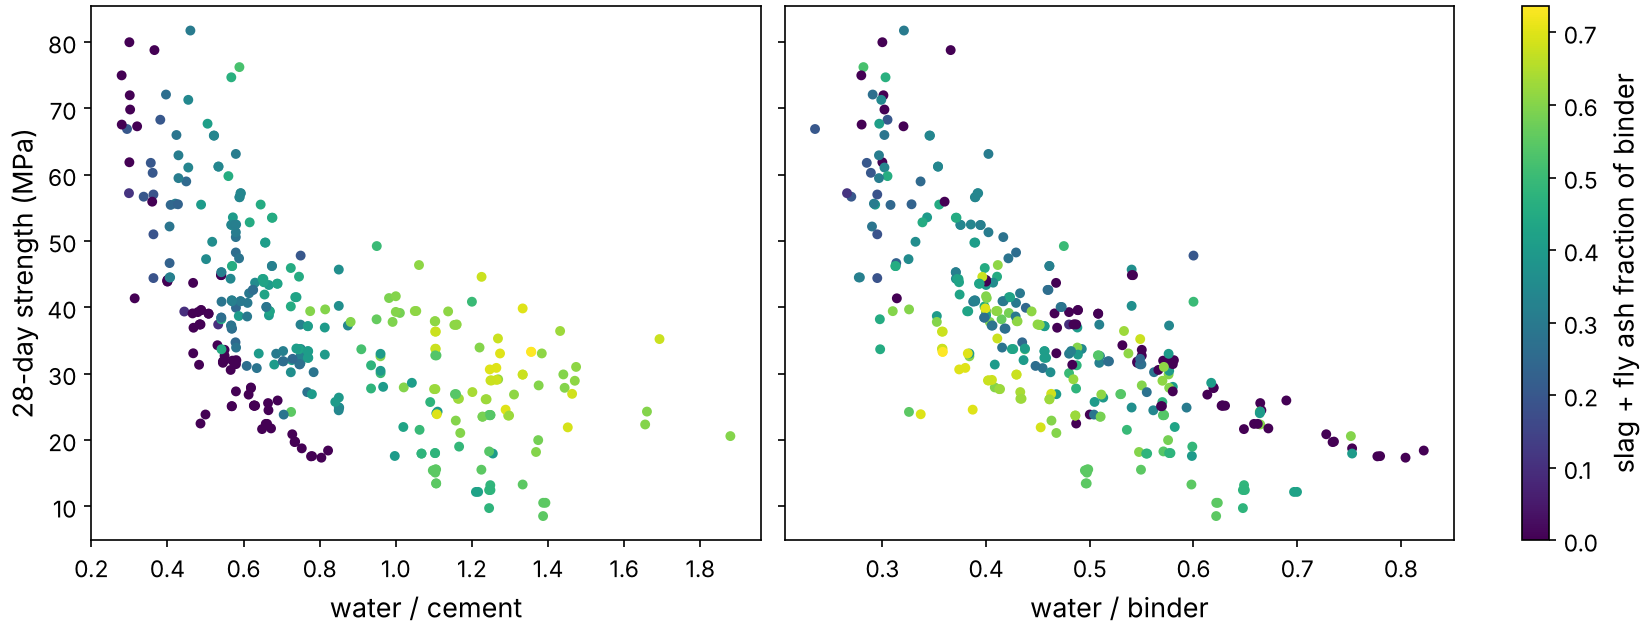 28-day strength (MPa)
80
70
60
50
40
30
20
10
0.2 0.4 0.6 0.8 1.0 1.2 1.4 1.6 1.8
water / cement
0.3 0.4 0.5 0.6 0.7 0.8
water / binder
0.7
0.6
0.5
0.4
0.3
0.2
0.1
0.0
slag + fly ash fraction of binder